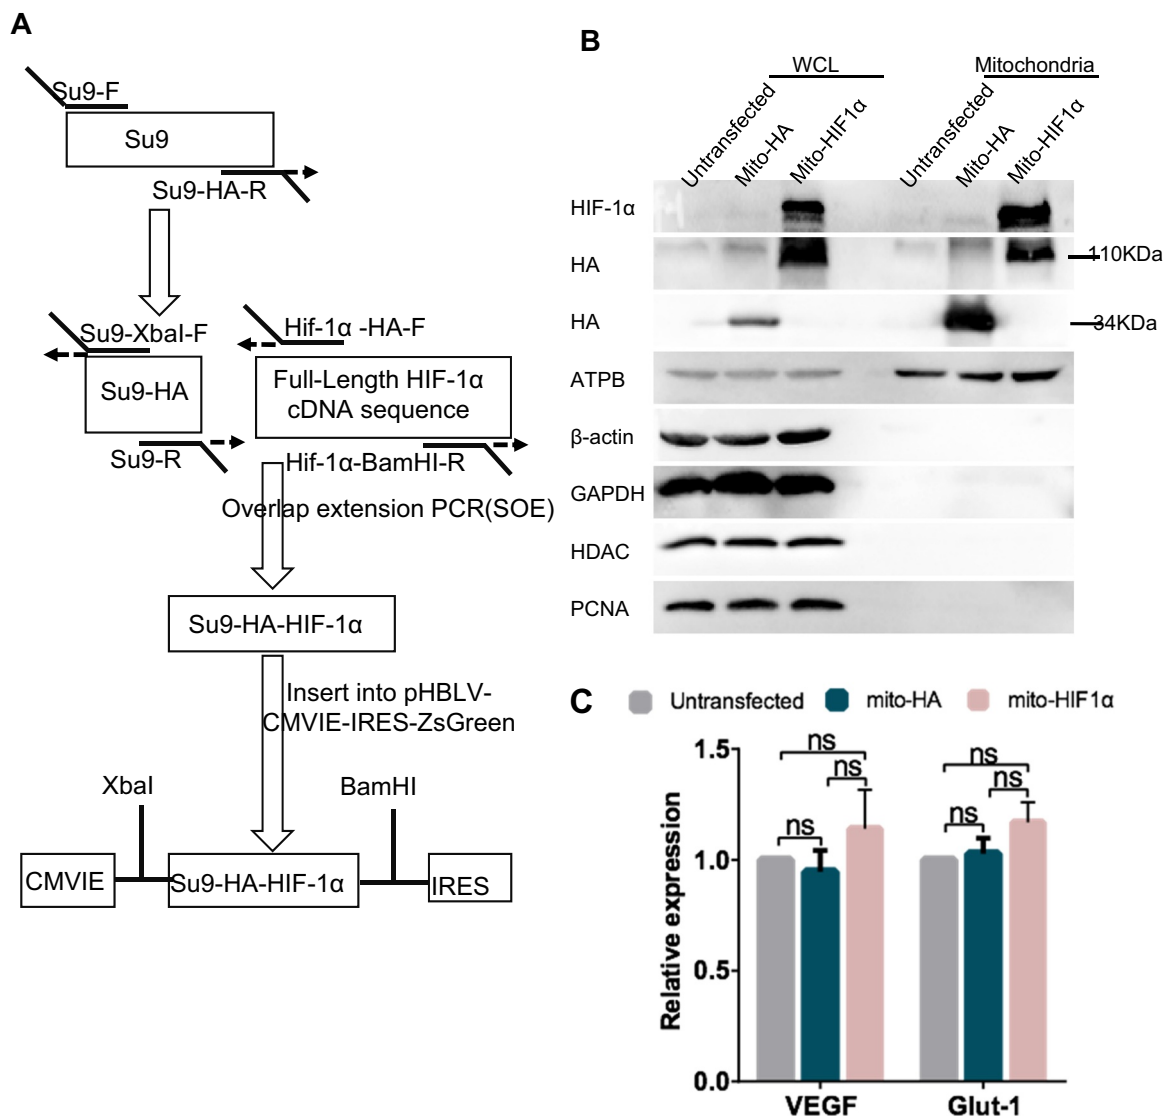 A
Su9-F
Su9
Su9-HA-R
Su9-XbaI-F
Hif-1α -HA-F
Su9-HA
Full-Length HIF-1α
cDNA sequence
Su9-R
Hif-1α-BamHI-R
Overlap extension PCR(SOE)
Su9-HA-HIF-1α
Insert into pHBLV-
CMVIE-IRES-ZsGreen
XbaI
BamHI
CMVIE
Su9-HA-HIF-1α
IRES
B
WCL
Mitochondria
Untransfected
Mito-HA
Mito-HIF1α
Untransfected
Mito-HA
Mito-HIF1α
HIF-1α
HA
110KDa
HA
34KDa
ATPB
β-actin
GAPDH
HDAC
PCNA
C
Untransfected
mito-HA
mito-HIF1α
Relative expression
1.5
1.0
0.5
0.0
ns
ns
ns
ns
ns
ns
VEGF
Glut-1